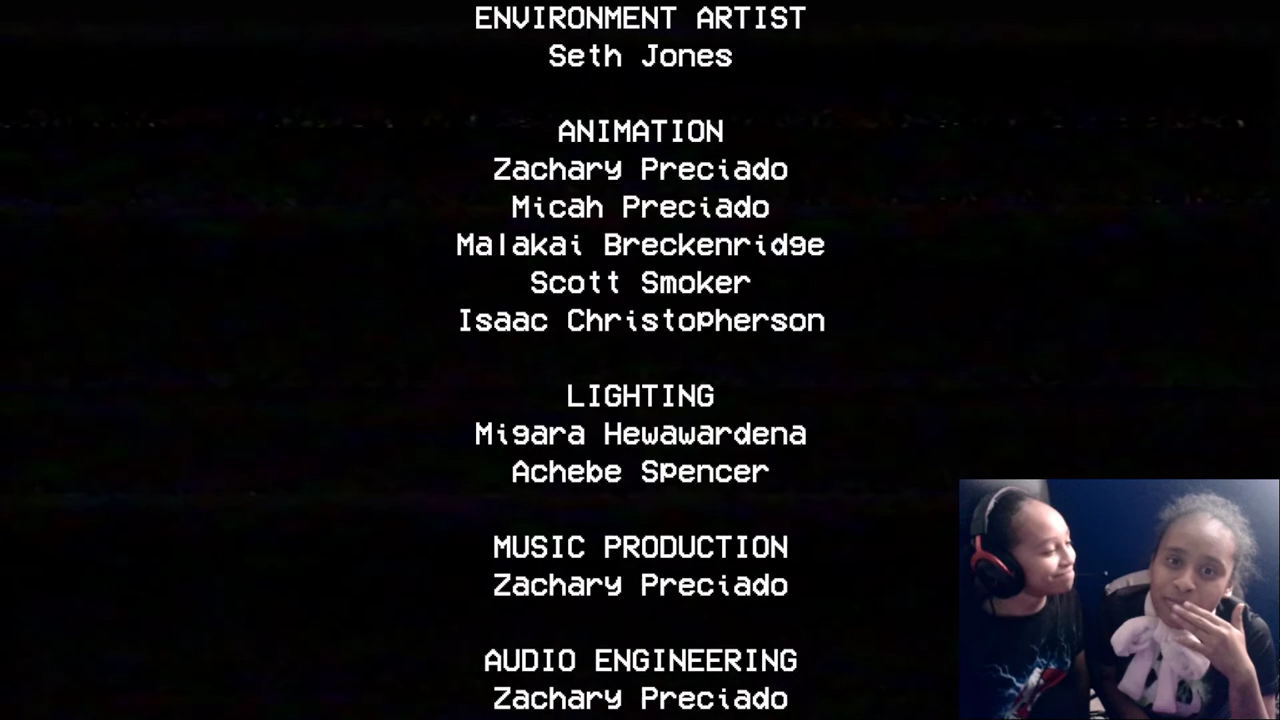 ENVIRONMENT ARTIST
Seth Jones
ANIMATION
Zachary Preciado
Micah Preciado
Malakai Breckenridge
Scott Smoker
Isaac Christopherson
LIGHTING
Migara Hewawardena
Achebe Spencer
MUSIC PRODUCTION
Zachary Preciado
AUDIO ENGINEERING
Zachary Preciado